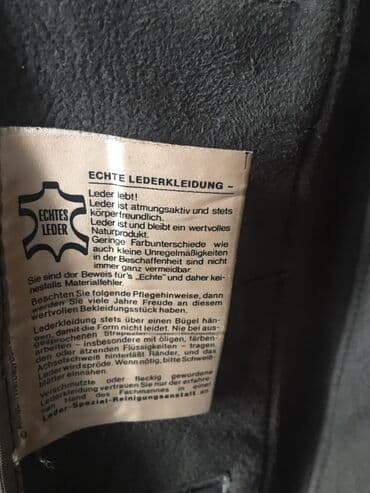 ECHTE LEDERKLEIDUNG –
ECHTES
LEDER
Leder lebt!
Leder ist atmungsaktiv und stets
körperfreundlich.
Leder ist und bleibt ein wertvolles
Naturprodukt.
Geringe Farbunterschiede wie
auch kleine Unregelmäßigkeiten
in der Beschaffenheit sind nicht
immer ganz vermeidbar.
Sie sind der Beweis für's „Echte" und daher kei-
nesfalls Materialfehler.
Beachten Sie folgende Pflegehinweise, dann
werden Sie viele Jahre Freude an diesem
wertvollen Bekleidungsstück haben.
Lederkleidung stets über einen Bügel hän-
gen, damit die Form nicht leidet. Nie bei aus-
gesprochenen
arbeiten – insbesondere mit öligen, färben-
den oder ätzenden Flüssigkeiten – tragen.
Achselschweiß hinterläßt Ränder, und das
Leder wird spröde. Wenn nötig, bitte Schweiß-
blätter einnähen.
Verschmutzte oder fleckig gewordene
Lederkleidung vertrauen Sie nur der erfahre-
nen Hand des Fachmannes in einer
Leder-Spezial-Reinigungsanstalt an